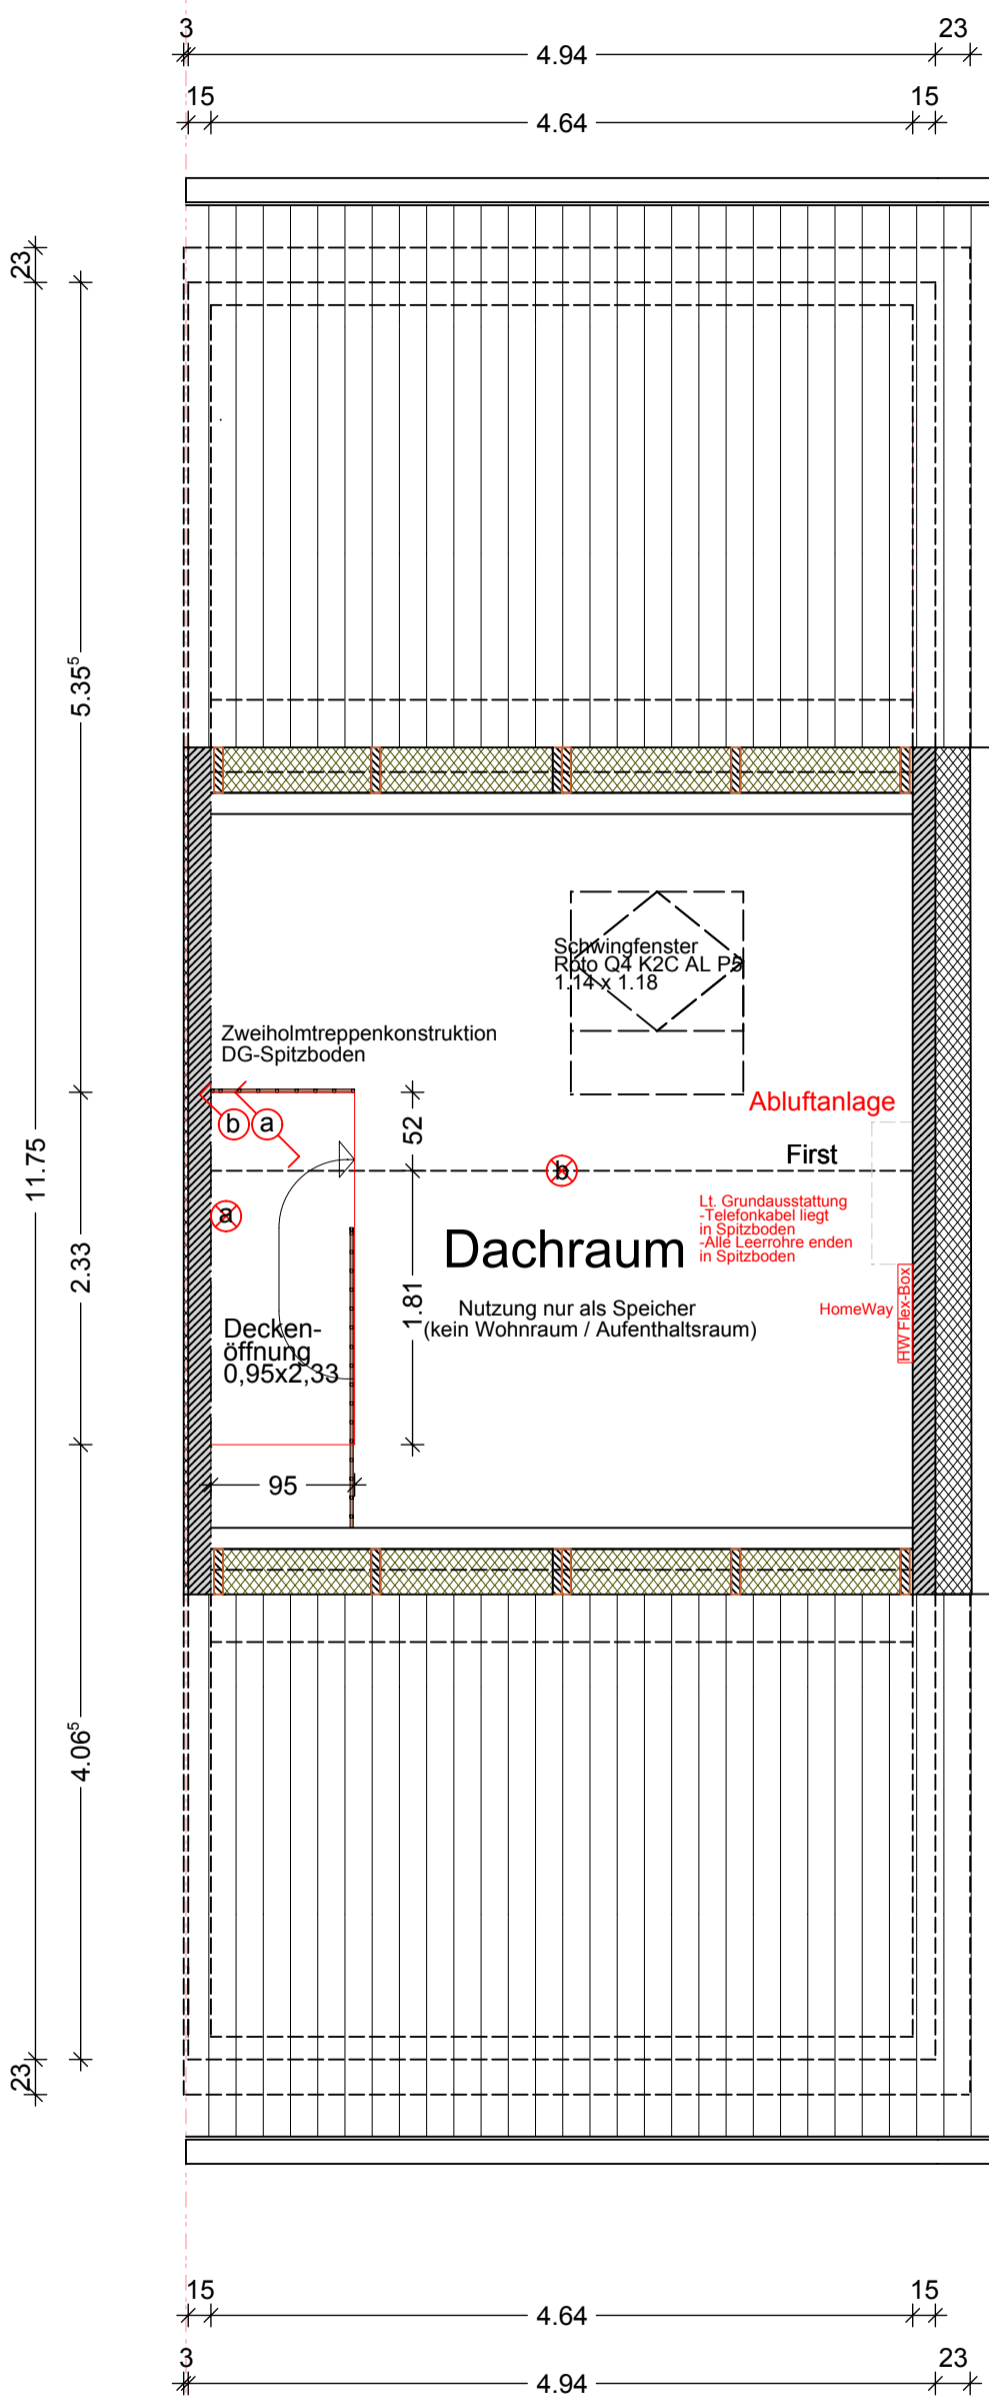 3
4.94
23
15
4.64
15
23
5.35⁵
11.75
2.33
4.06⁵
23
Schwingfenster
Roto Q4 K2C AL P5
1.14 x 1.18
Zweiholmtreppenkonstruktion
DG-Spitzboden
b a
52
Abluftanlage
First
b
a
Lt. Grundausstattung
-Telefonkabel liegt
in Spitzboden
-Alle Leerrohre enden
in Spitzboden
Dachraum
1.81
Nutzung nur als Speicher
(kein Wohnraum / Aufenthaltsraum)
HomeWay
HW Flex-Box
Decken-
öffnung
0,95x2,33
95
15
4.64
15
3
4.94
23